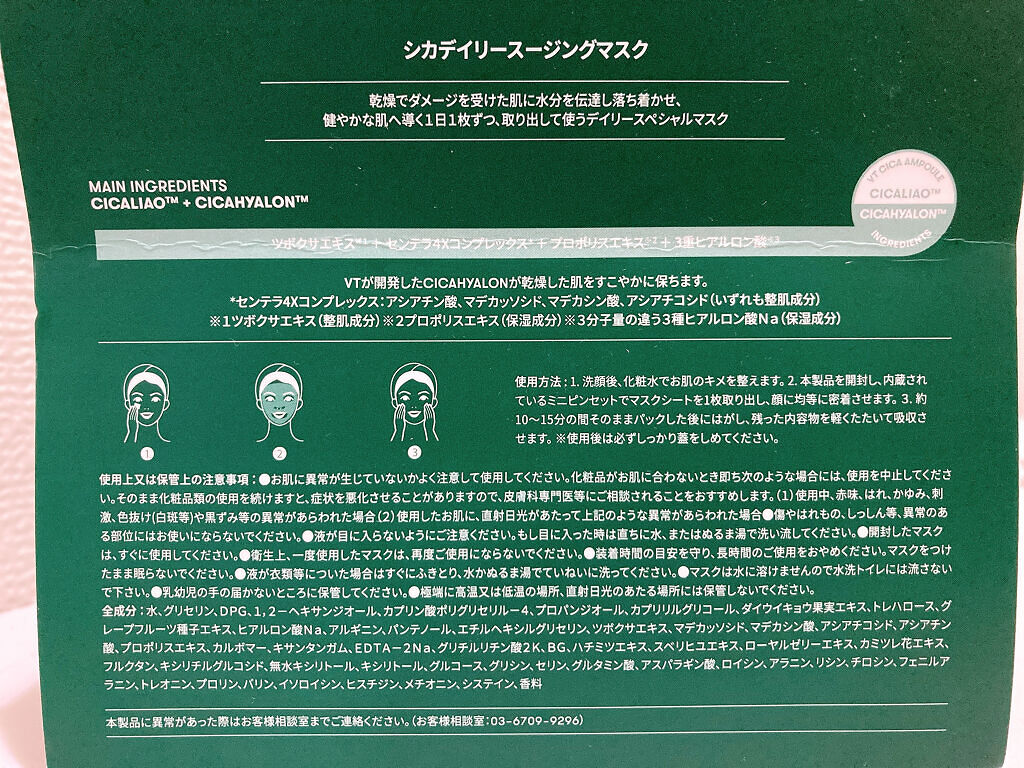 シカデイリースージングマスク
乾燥でダメージを受けた肌に水分を伝達し落ち着かせ、
健やかな肌へ導く1日1枚ずつ、取り出して使うデイリースペシャルマスク
MAIN INGREDIENTS
CICALIAO™ + CICAHYALON™
VT CICA AMPOULE
CICALIAO™
CICAHYALON™
INGREDIENTS
ツボクサエキス※1 + センテラ4Xコンプレックス* + プロポリスエキス※2 + 3重ヒアルロン酸※3
VTが開発したCICAHYALONが乾燥した肌をすこやかに保ちます。
*センテラ4Xコンプレックス:アシアチン酸、マデカッソシド、マデカシン酸、アシアチコシド(いずれも整肌成分)
※1ツボクサエキス(整肌成分)※2プロポリスエキス(保湿成分)※3分子量の違う3種ヒアルロン酸Na(保湿成分)
1
2
3
使用方法:1. 洗顔後、化粧水でお肌のキメを整えます。2. 本製品を開封し、内蔵され
ているミニピンセットでマスクシートを1枚取り出し、顔に均等に密着させます。3. 約
10〜15分の間そのままパックした後にはがし、残った内容物を軽くたたいて吸収さ
せます。※使用後は必ずしっかり蓋をしめてください。
使用上又は保管上の注意事項:●お肌に異常が生じていないかよく注意して使用してください。化粧品がお肌に合わないとき即ち次のような場合には、使用を中止してくださ
い。そのまま化粧品類の使用を続けますと、症状を悪化させることがありますので、皮膚科専門医等にご相談されることをおすすめします。(1)使用中、赤味、はれ、かゆみ、刺
激、色抜け(白斑等)や黒ずみ等の異常があらわれた場合.(2)使用したお肌に、直射日光があたって上記のような異常があらわれた場合●傷やはれもの、しっしん等、異常のあ
る部位にはお使いにならないでください。●液が目に入らないようにご注意ください。もし目に入った時は直ちに水、またはぬるま湯で洗い流してください。●開封したマスク
は、すぐに使用してください。●衛生上、一度使用したマスクは、再度ご使用にならないでください。●装着時間の目安を守り、長時間のご使用をおやめください。マスクをつけ
たまま眠らないでください。●液が衣類等についた場合はすぐにふきとり、水かぬるま湯でていねいに洗ってください。●マスクは水に溶けませんので水洗トイレには流さない
で下さい。●乳幼児の手の届かないところに保管してください。●極端に高温又は低温の場所、直射日光のあたる場所には保管しないでください。
全成分:水、グリセリン、DPG、1,2-ヘキサンジオール、カプリン酸ポリグリセリル-4、プロパンジオール、カプリリルグリコール、ダイウイキョウ果実エキス、トレハロース、グ
レープフルーツ種子エキス、ヒアルロン酸Na、アルギニン、パンテノール、エチルヘキシルグリセリン、ツボクサエキス、マデカッソシド、マデカシン酸、アシアチコシド、アシアチン
酸、プロポリスエキス、カルボマー、キサンタンガム、EDTA-2Na、グリチルリチン酸2K、BG、ハチミツエキス、スベリヒユエキス、ローヤルゼリーエキス、カミツレ花エキス、
フルクタン、キシリチルグルコシド、無水キシリトール、キシリトール、グルコース、グリシン、セリン、グルタミン酸、アスパラギン酸、ロイシン、アラニン、リシン、チロシン、フェニルア
ラニン、トレオニン、プロリン、バリン、イソロイシン、ヒスチジン、メチオニン、システイン、香料
本製品に異常があった際はお客様相談室までご連絡ください。(お客様相談室:03-6709-9296)